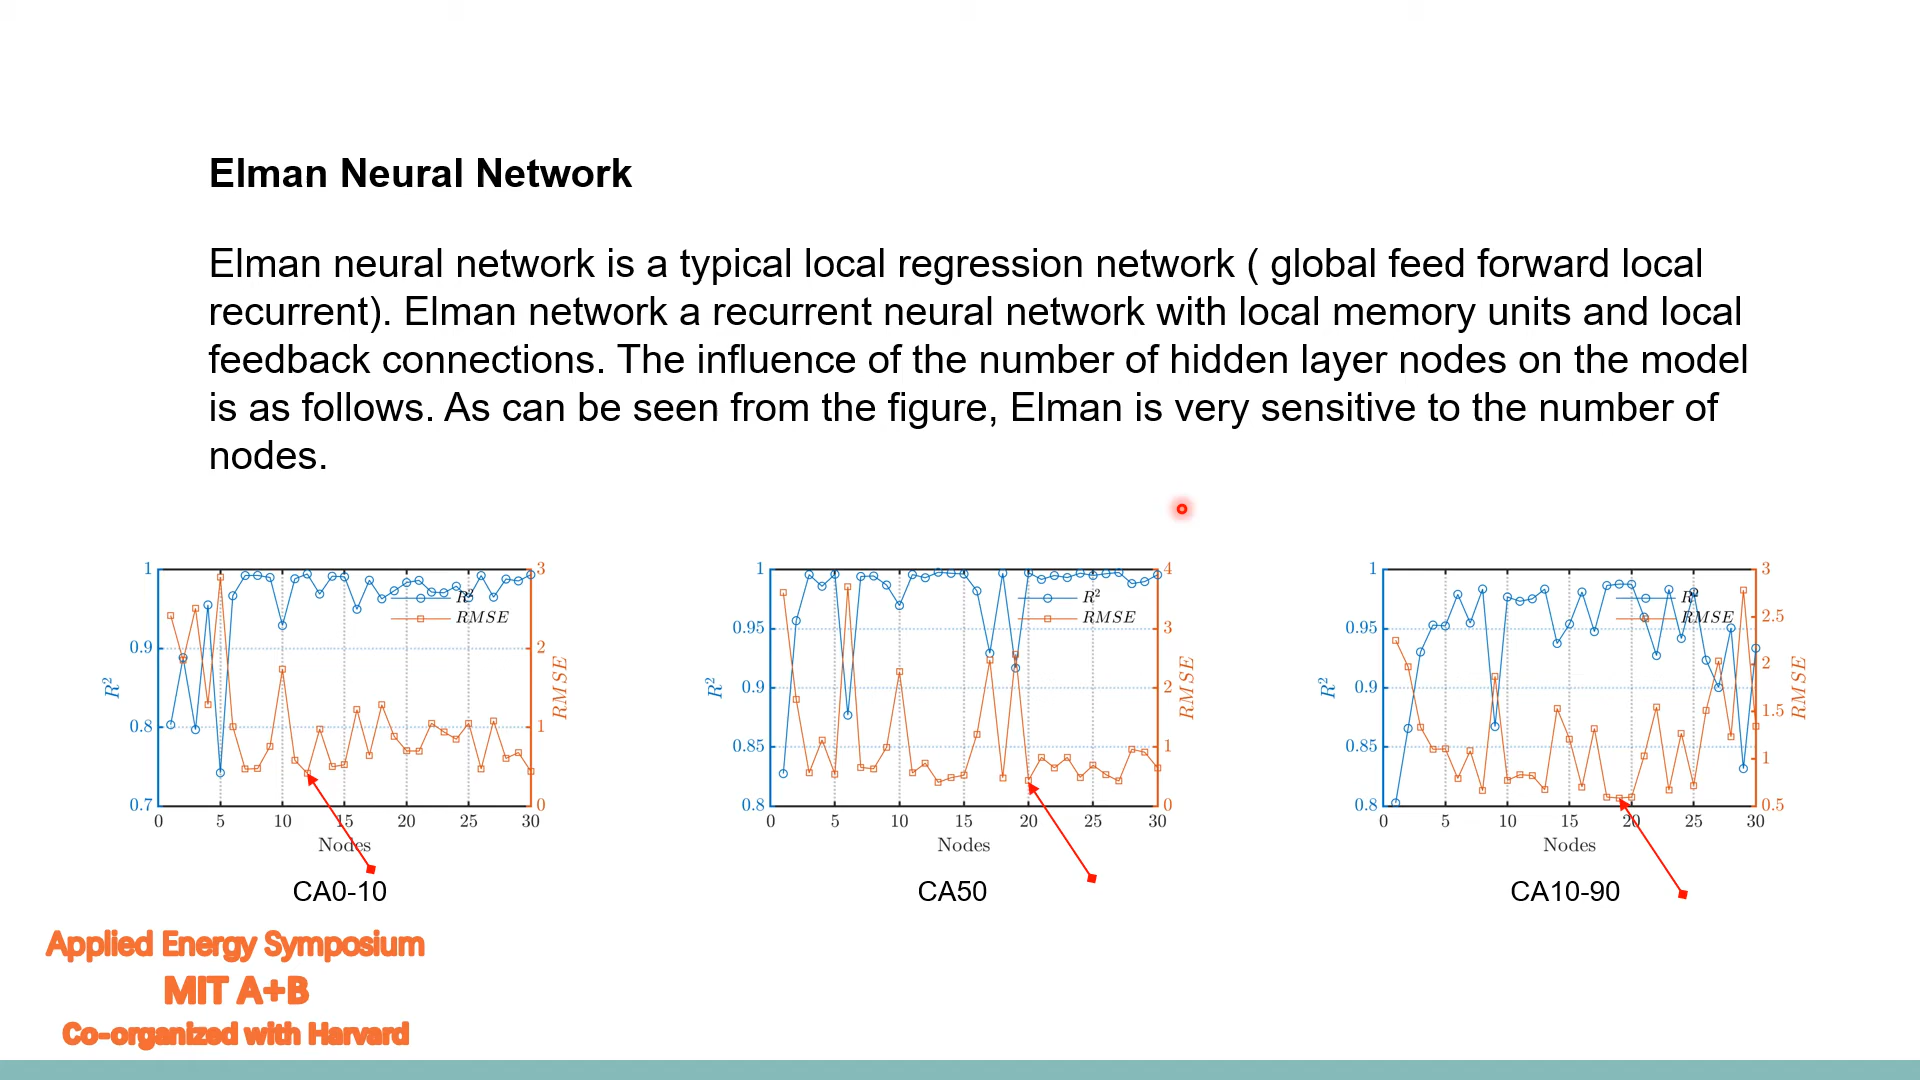 Elman Neural Network
Elman neural network is a typical local regression network ( global feed forward local
recurrent). Elman network a recurrent neural network with local memory units and local
feedback connections. The influence of the number of hidden layer nodes on the model
is as follows. As can be seen from the figure, Elman is very sensitive to the number of
nodes.
1
0.9
0.8
0.7
R²
3
2
1
0
RMSE
R²
RMSE
0 5 10 15 20 25 30
Nodes
CA0-10
1
0.95
0.9
0.85
0.8
R²
4
3
2
1
0
RMSE
R²
RMSE
0 5 10 15 20 25 30
Nodes
CA50
1
0.95
0.9
0.85
0.8
R²
3
2.5
2
1.5
1
0.5
RMSE
R²
RMSE
0 5 10 15 20 25 30
Nodes
CA10-90
Applied Energy Symposium
MIT A+B
Co-organized with Harvard